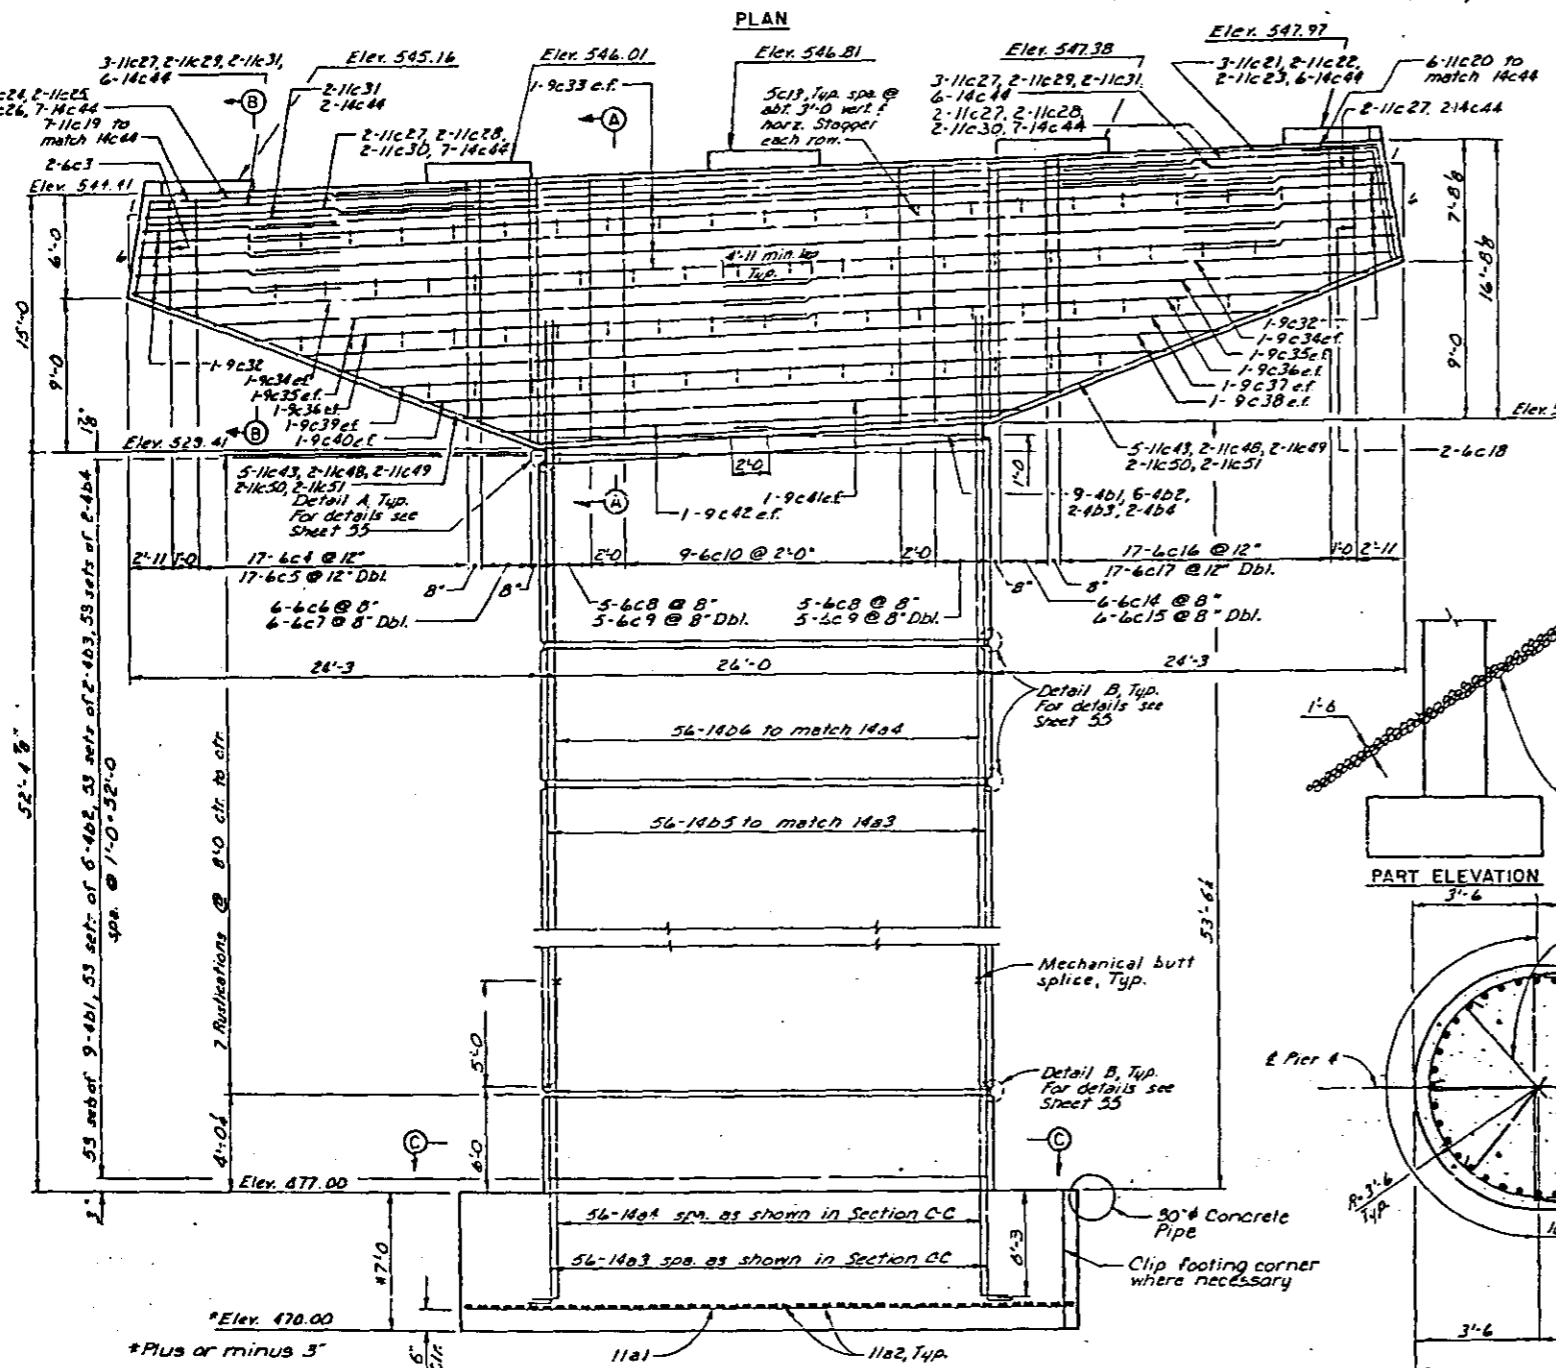 PLAN
3-11c27, 2-11c29, 2-11c31,
6-14c44
Elev. 545.16
Elev. 546.01
Elev. 546.81
Elev. 547.38
Elev. 547.97
2-11c25
7-14c44
7-11c19 to
match 14c44
2-6c3
B
2-11c31
2-14c44
2-11c27, 2-11c28,
2-11c30, 7-14c44
1-9c33 e.f.
A
5c13, Typ. spa. @
abt. 3'-0 vert. &
horz. Stagger
each row.
3-11c27, 2-11c29, 2-11c31,
6-14c44
2-11c27, 2-11c28,
2-11c30, 7-14c44
3-11c21, 2-11c22,
2-11c23, 6-14c44
6-11c20 to
match 14c44
2-11c27, 2-14c44
Elev. 544.41
6'-0
9'-0
15'-0
6
1
4'-11 min. lap
Typ.
1
6
7'-8⅛
9'-0
16'-8⅛
1-9c32
1-9c34 e.f.
1-9c35 e.f.
1-9c36 e.f.
1-9c39 e.f.
1-9c40 e.f.
1-9c32
1-9c34 e.f.
1-9c35 e.f.
1-9c36 e.f.
1-9c37 e.f.
1-9c38 e.f.
B
Elev. 529.41
5-11c43, 2-11c48, 2-11c49
2-11c50, 2-11c51
Detail A, Typ.
For details see
Sheet 55
A
2'-0
1-9c42 e.f.
1-9c41 e.f.
1'-0
5-11c43, 2-11c48, 2-11c49
2-11c50, 2-11c51
2-6c18
9-4b1, 6-4b2,
2-4b3, 2-4b4
2'-11
1'-0
17-6c4 @ 12"
17-6c5 @ 12" Dbl.
8"
8"
2'-0
9-6c10 @ 2'-0"
2'-0
8"
8"
17-6c16 @ 12"
17-6c17 @ 12" Dbl.
1'-0
2'-11
6-6c6 @ 8"
6-6c7 @ 8" Dbl.
5-6c8 @ 8"
5-6c9 @ 8" Dbl.
5-6c8 @ 8"
5-6c9 @ 8" Dbl.
6-6c14 @ 8"
6-6c15 @ 8" Dbl.
24'-3
26'-0
24'-3
Detail B, Typ.
For details see
Sheet 55
56-14b6 to match 14a4
56-14b5 to match 14a3
52'-4⅞"
53 sets of 9-4b1, 53 sets of 6-4b2, 53 sets of 2-4b3, 53 sets of 2-4b4
spa. @ 1'-0 = 52'-0
7 Rustications @ 8'-0 ctr. to ctr.
53'-6½
1'-6
PART ELEVATION
3'-6
Mechanical butt
splice, Typ.
5'-0
Detail B, Typ.
For details see
Sheet 55
℄ Pier 4
R=3'-6
Typ.
4'-0½
6'-0
C
C
Elev. 477.00
3"
56-14a4 spa. as shown in Section C-C
56-14a3 spa. as shown in Section C-C
6'-3
30"ϕ Concrete
Pipe
Clip footing corner
where necessary
*7'-0
*Elev. 470.00
*Plus or minus 3"
6"
clr.
11a1
11a2, Typ.
3'-6